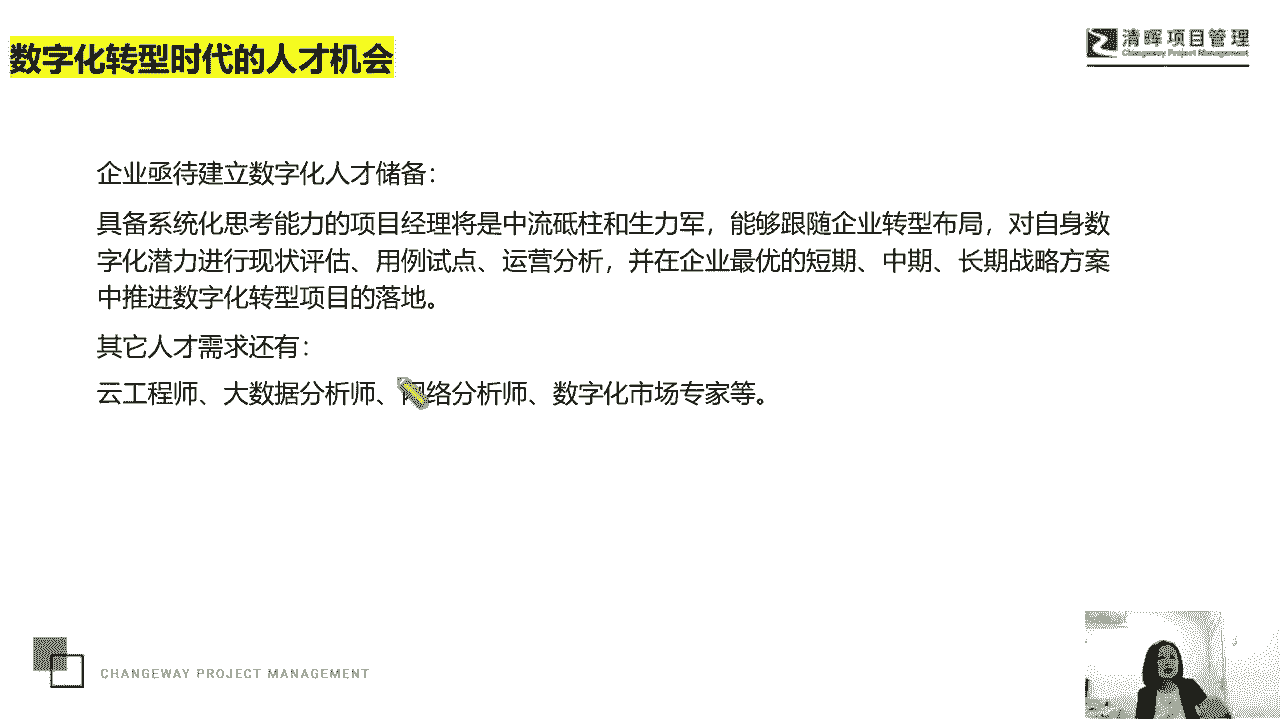 数字化转型时代的人才机会
清晖项目管理
Changeway Project Management
企业亟待建立数字化人才储备：
具备系统化思考能力的项目经理将是中流砥柱和生力军，能够跟随企业转型布局，对自身数
字化潜力进行现状评估、用例试点、运营分析，并在企业最优的短期、中期、长期战略方案
中推进数字化转型项目的落地。
其它人才需求还有：
云工程师、大数据分析师、网络分析师、数字化市场专家等。
CHANGEWAY PROJECT MANAGEMENT